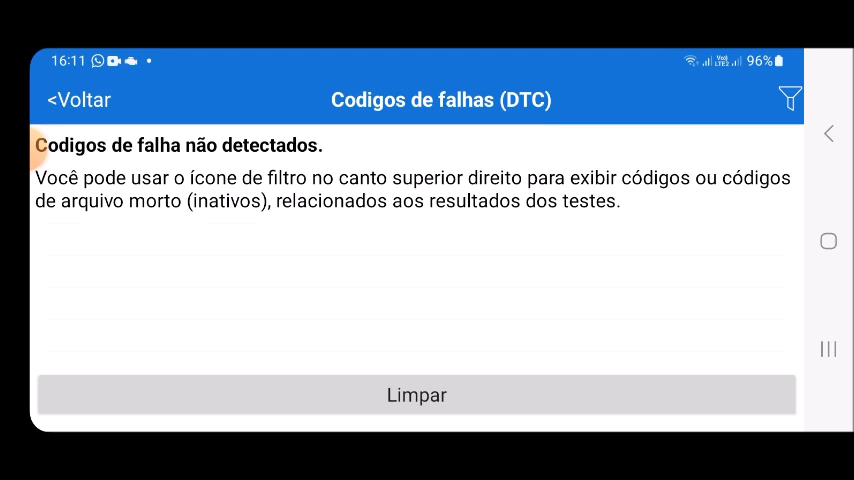 16:11
96%
<Voltar
Codigos de falhas (DTC)
Codigos de falha não detectados.
Você pode usar o ícone de filtro no canto superior direito para exibir códigos ou códigos
de arquivo morto (inativos), relacionados aos resultados dos testes.
Limpar